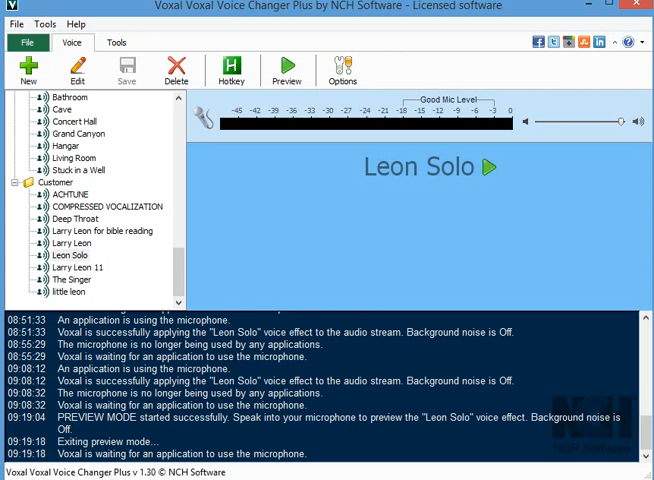 Voxal Voxal Voice Changer Plus by NCH Software - Licensed software
File Tools Help
File Voice Tools
New Edit Save Delete Hotkey Preview Options
Bathroom
Cave
Concert Hall
Grand Canyon
Hangar
Living Room
Stuck in a Well
Customer
ACHTUNE
COMPRESSED VOCALIZATION
Deep Throat
Larry Leon for bible reading
Larry Leon
Leon Solo
Larry Leon 11
The Singer
little leon
Good Mic Level
-45 -42 -39 -36 -33 -30 -27 -24 -21 -18 -15 -12 -9 -6 -3 0
Leon Solo
08:51:33 An application is using the microphone.
08:51:33 Voxal is successfully applying the "Leon Solo" voice effect to the audio stream. Background noise is Off.
08:55:29 The microphone is no longer being used by any applications.
08:55:29 Voxal is waiting for an application to use the microphone.
09:08:12 An application is using the microphone.
09:08:12 Voxal is successfully applying the "Leon Solo" voice effect to the audio stream. Background noise is Off.
09:08:32 The microphone is no longer being used by any applications.
09:08:32 Voxal is waiting for an application to use the microphone.
09:19:04 PREVIEW MODE started successfully. Speak into your microphone to preview the "Leon Solo" voice effect. Background noise is
Off.
09:19:18 Exiting preview mode...
09:19:18 Voxal is waiting for an application to use the microphone.
NCH
NCH Software
Voxal Voxal Voice Changer Plus v 1.30 © NCH Software